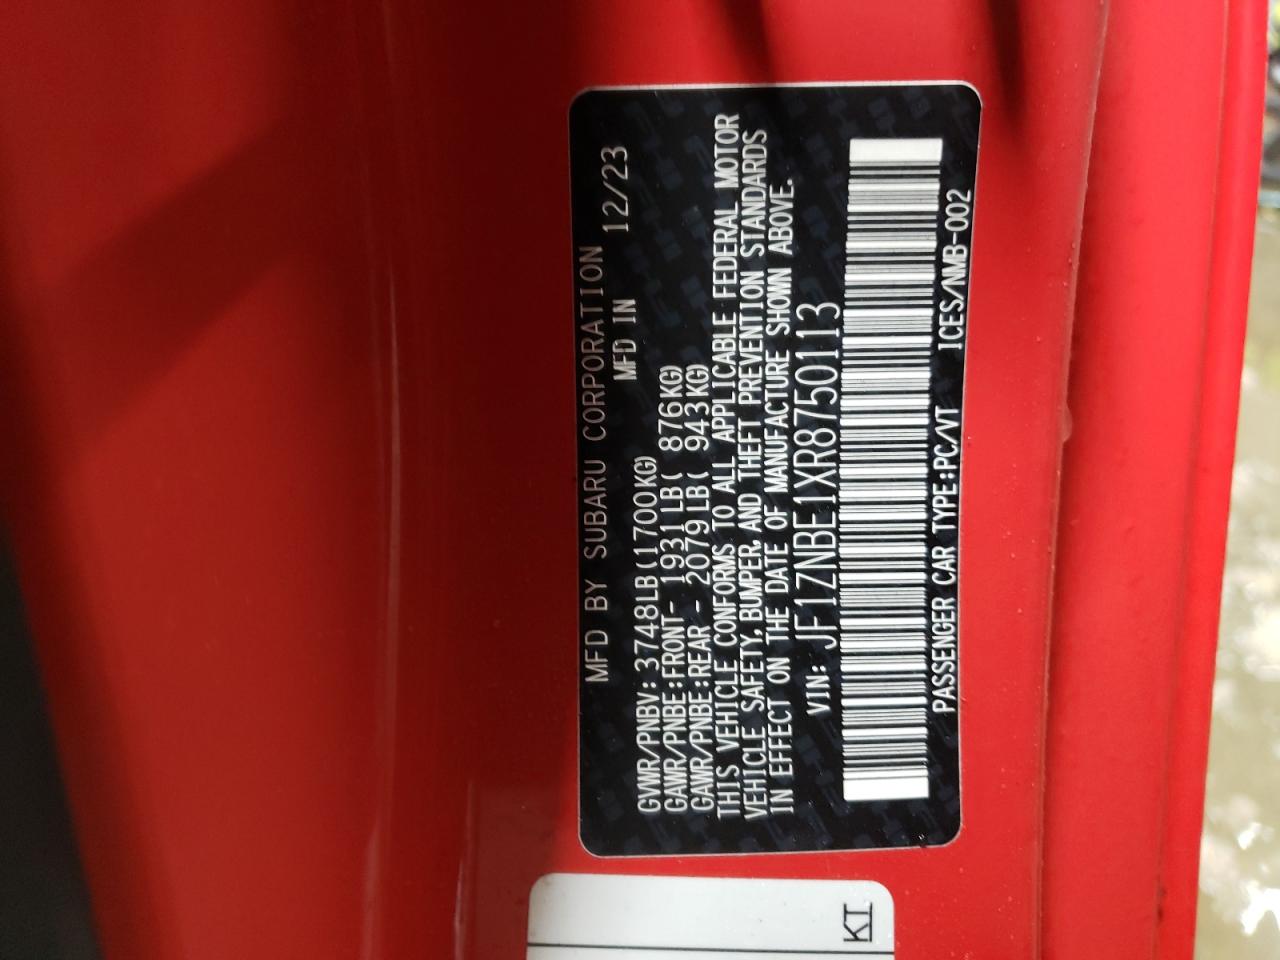 MFD BY SUBARU CORPORATION
MFD IN 12/23
GVWR/PNBV: 3748LB(1700KG)
GAWR/PNBE:FRONT- 1931LB( 876KG)
GAWR/PNBE:REAR - 2079LB( 943KG)
THIS VEHICLE CONFORMS TO ALL APPLICABLE FEDERAL MOTOR
VEHICLE SAFETY, BUMPER, AND THEFT PREVENTION STANDARDS
IN EFFECT ON THE DATE OF MANUFACTURE SHOWN ABOVE.
VIN: JF1ZNBE1XR8750113
PASSENGER CAR TYPE:PC/VT ICES/NMB-002
KI